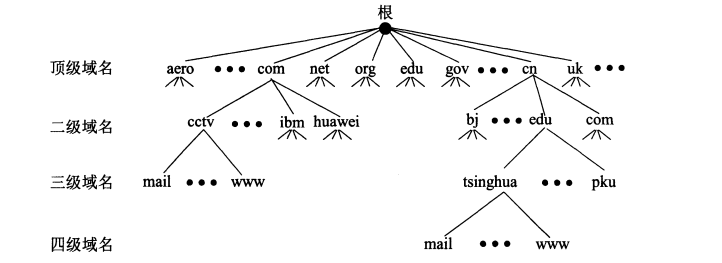 根
顶级域名 aero ••• com net org edu gov ••• cn uk •••
二级域名 cctv ••• ibm huawei bj ••• edu com
三级域名 mail ••• www tsinghua ••• pku
四级域名 mail ••• www